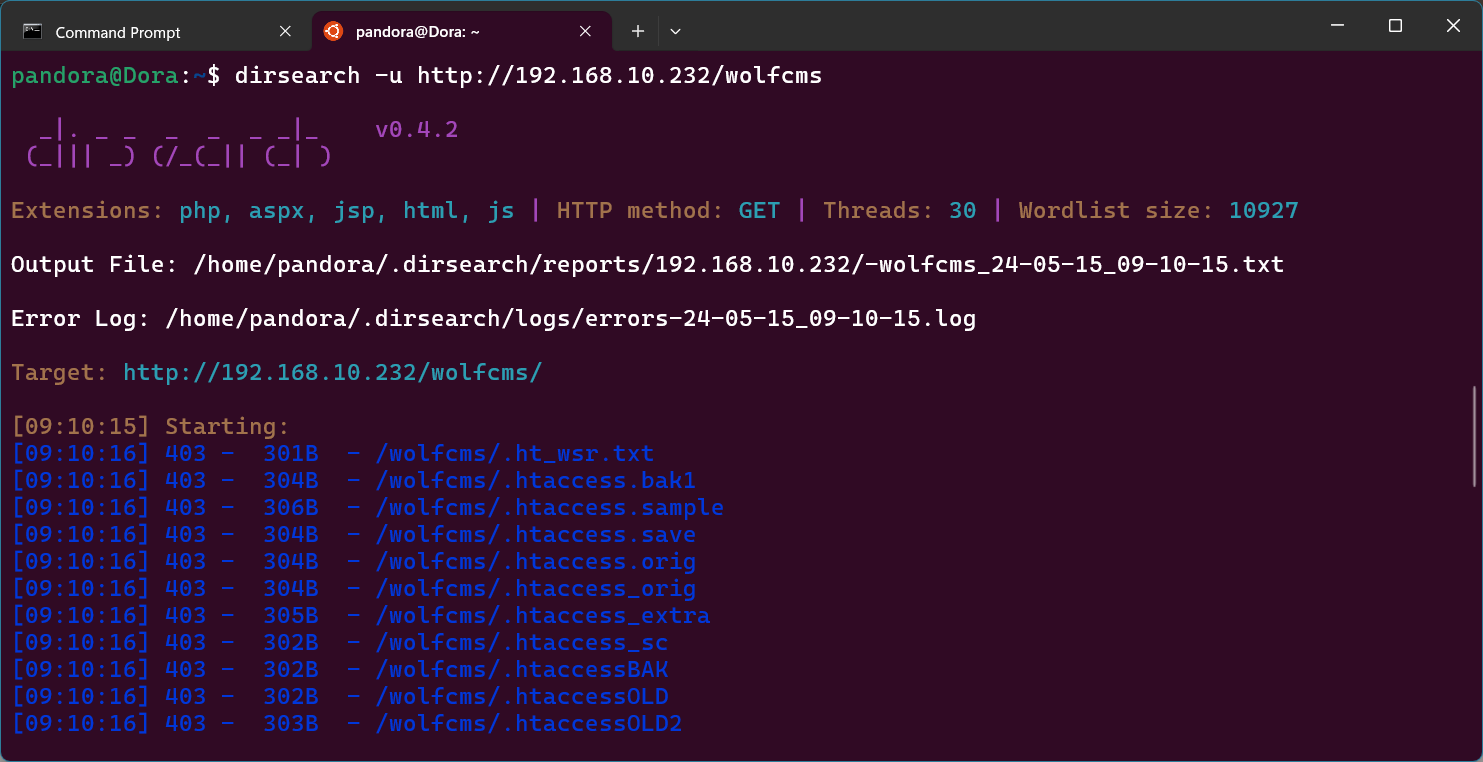 Command Prompt
pandora@Dora: ~
pandora@Dora:~$ dirsearch -u http://192.168.10.232/wolfcms
  _|. _ _  _  _  _ _|_    v0.4.2
 (_||| _) (/_(_|| (_| )
Extensions: php, aspx, jsp, html, js | HTTP method: GET | Threads: 30 | Wordlist size: 10927
Output File: /home/pandora/.dirsearch/reports/192.168.10.232/-wolfcms_24-05-15_09-10-15.txt
Error Log: /home/pandora/.dirsearch/logs/errors-24-05-15_09-10-15.log
Target: http://192.168.10.232/wolfcms/
[09:10:15] Starting:
[09:10:16] 403 -  301B  - /wolfcms/.ht_wsr.txt
[09:10:16] 403 -  304B  - /wolfcms/.htaccess.bak1
[09:10:16] 403 -  306B  - /wolfcms/.htaccess.sample
[09:10:16] 403 -  304B  - /wolfcms/.htaccess.save
[09:10:16] 403 -  304B  - /wolfcms/.htaccess.orig
[09:10:16] 403 -  304B  - /wolfcms/.htaccess_orig
[09:10:16] 403 -  305B  - /wolfcms/.htaccess_extra
[09:10:16] 403 -  302B  - /wolfcms/.htaccess_sc
[09:10:16] 403 -  302B  - /wolfcms/.htaccessBAK
[09:10:16] 403 -  302B  - /wolfcms/.htaccessOLD
[09:10:16] 403 -  303B  - /wolfcms/.htaccessOLD2